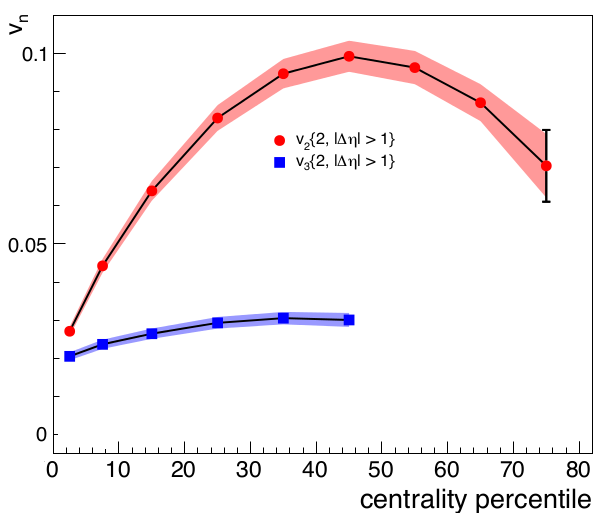 vn
0.1
v2{2, |Δη| > 1}
v3{2, |Δη| > 1}
0.05
0
0 10 20 30 40 50 60 70 80
centrality percentile